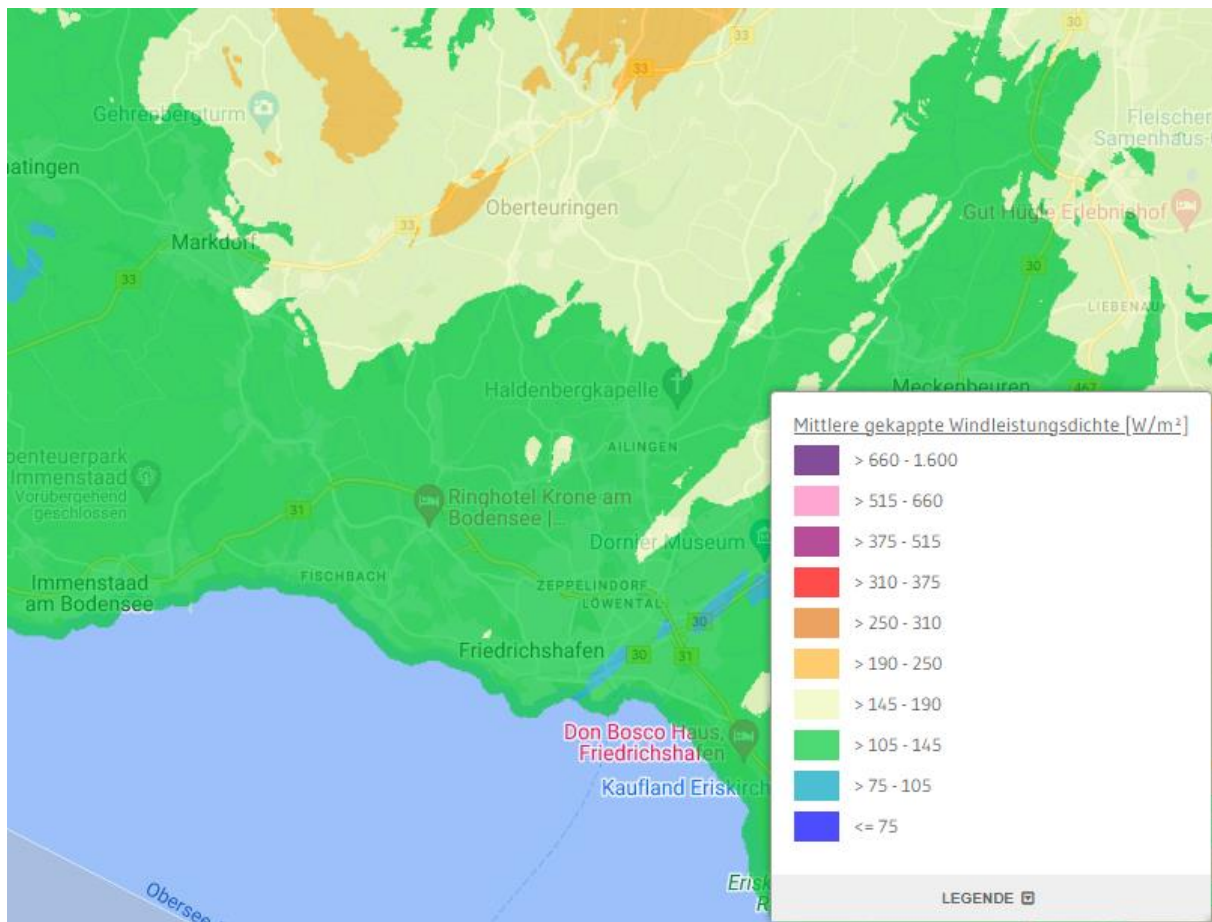 30
33
33
Gehrenbergturm
Fleischer
Samenhaus-
atingen
Oberteuringen
Gut Hügle Erlebnishof
33
Markdorf
33
30
LIEBENAU
Haldenbergkapelle
Meckenbeuren
467
AILINGEN
benteuerpark
Immenstaad
Vorübergehend
geschlossen
Ringhotel Krone am
Bodensee |...
31
Dornier Museum
Immenstaad
am Bodensee
FISCHBACH
ZEPPELINDORF
LÖWENTAL
30
Friedrichshafen
30
31
Don Bosco Haus,
Friedrichshafen
Kaufland Eriskirch
Erisk
R
Obersee
Mittlere gekappte Windleistungsdichte [W/m²]
> 660 - 1.600
> 515 - 660
> 375 - 515
> 310 - 375
> 250 - 310
> 190 - 250
> 145 - 190
> 105 - 145
> 75 - 105
<= 75
LEGENDE